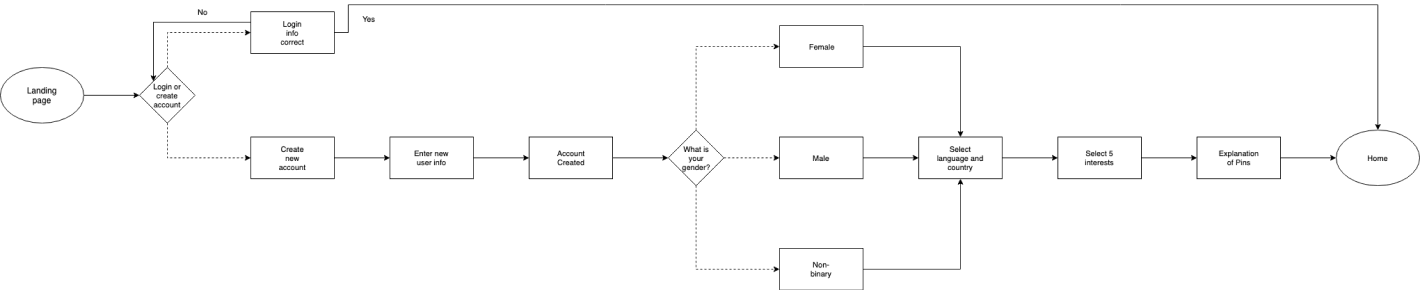 No
Login
info
correct
Yes
Landing
page
Login or
create
account
Create
new
account
Enter new
user info
Account
Created
What is
your
gender?
Female
Male
Non-
binary
Select
language and
country
Select 5
interests
Explanation
of Pins
Home